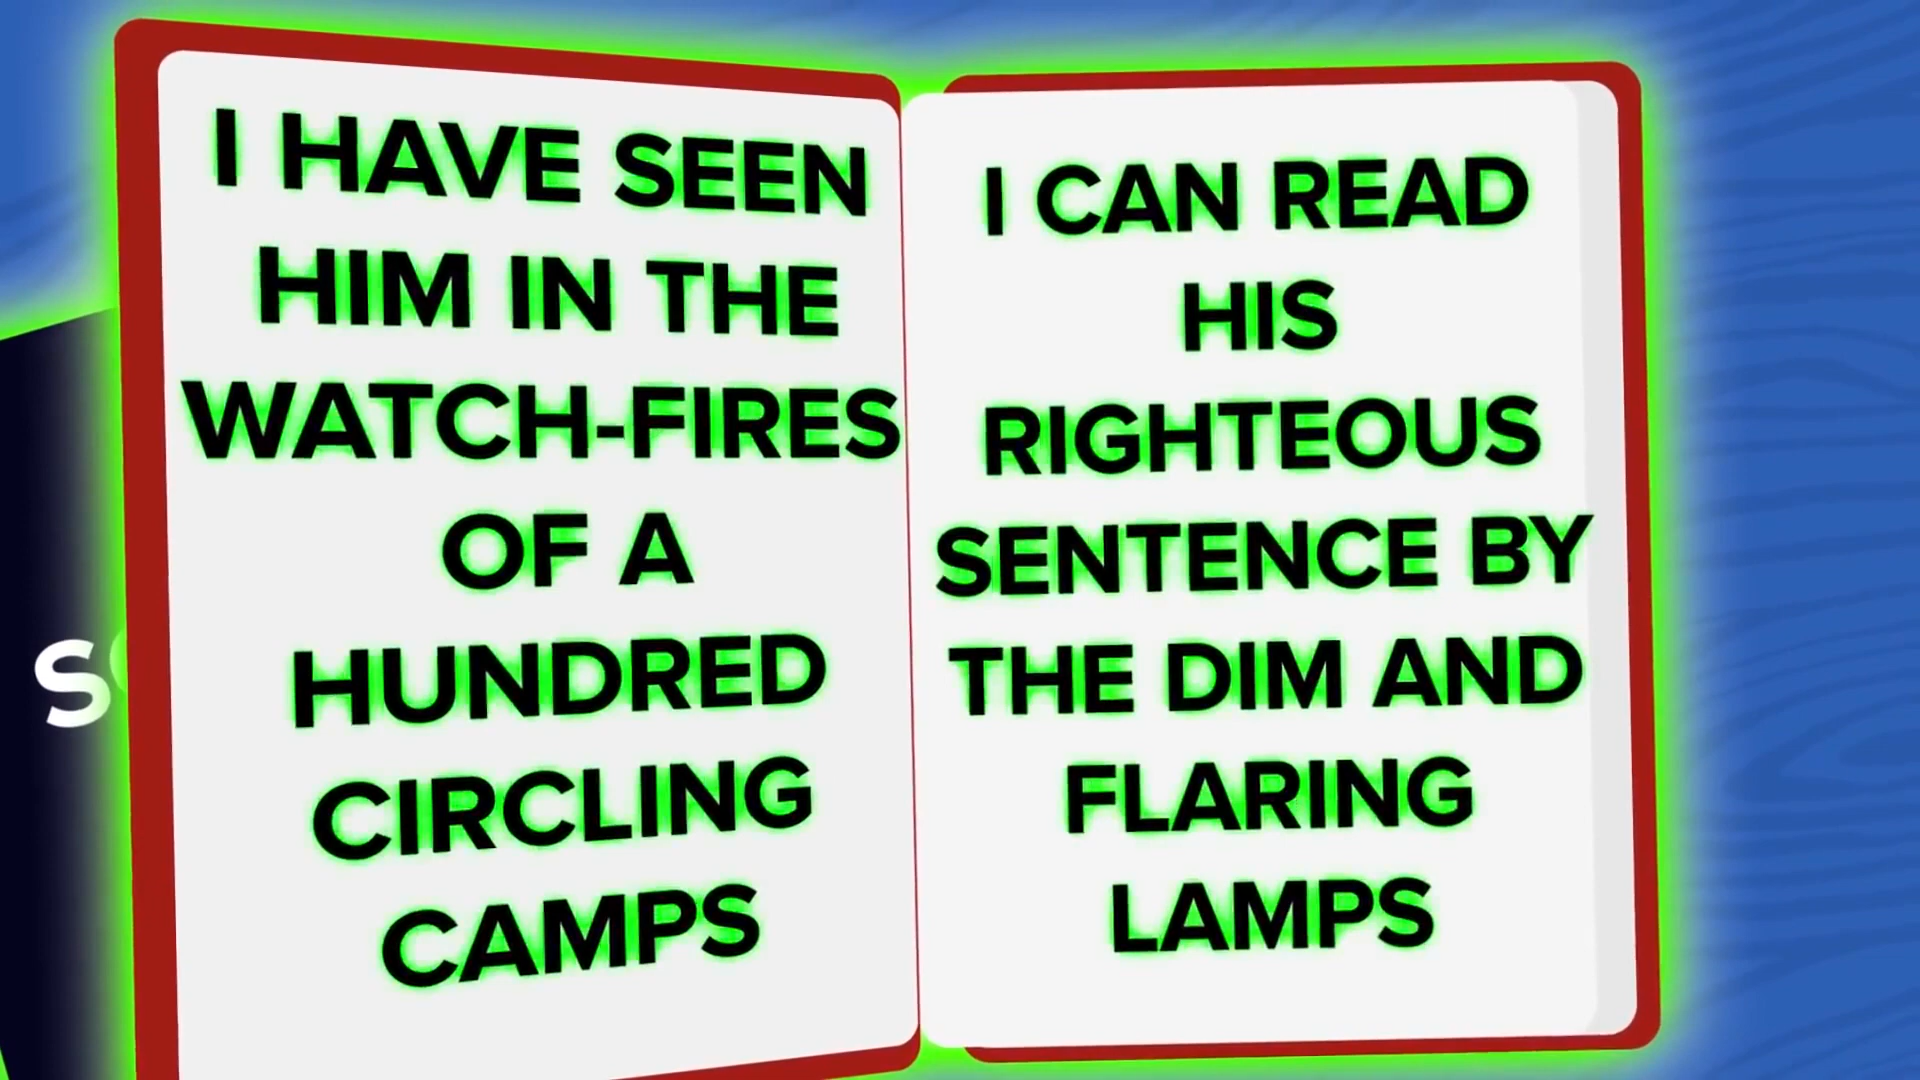 I HAVE SEEN
HIM IN THE
WATCH-FIRES
OF A
HUNDRED
CIRCLING
CAMPS
I CAN READ
HIS
RIGHTEOUS
SENTENCE BY
THE DIM AND
FLARING
LAMPS